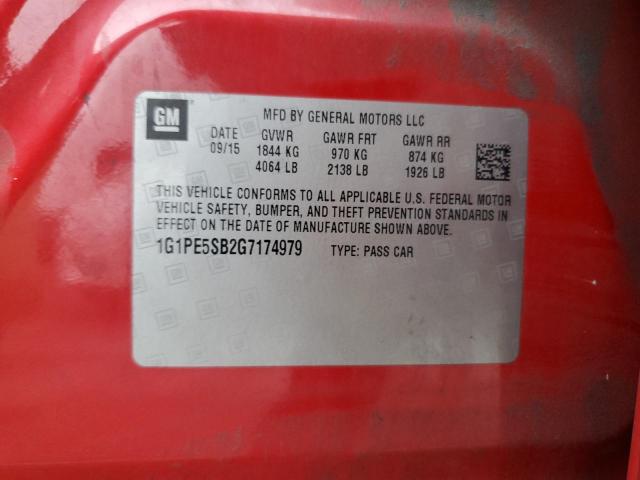 GM
MFD BY GENERAL MOTORS LLC
DATE GVWR GAWR FRT GAWR RR
09/15 1844 KG 970 KG 874 KG
4064 LB 2138 LB 1926 LB
THIS VEHICLE CONFORMS TO ALL APPLICABLE U.S. FEDERAL MOTOR
VEHICLE SAFETY, BUMPER, AND THEFT PREVENTION STANDARDS IN
EFFECT ON THE DATE OF MANUFACTURE SHOWN ABOVE.
1G1PE5SB2G7174979 TYPE: PASS CAR